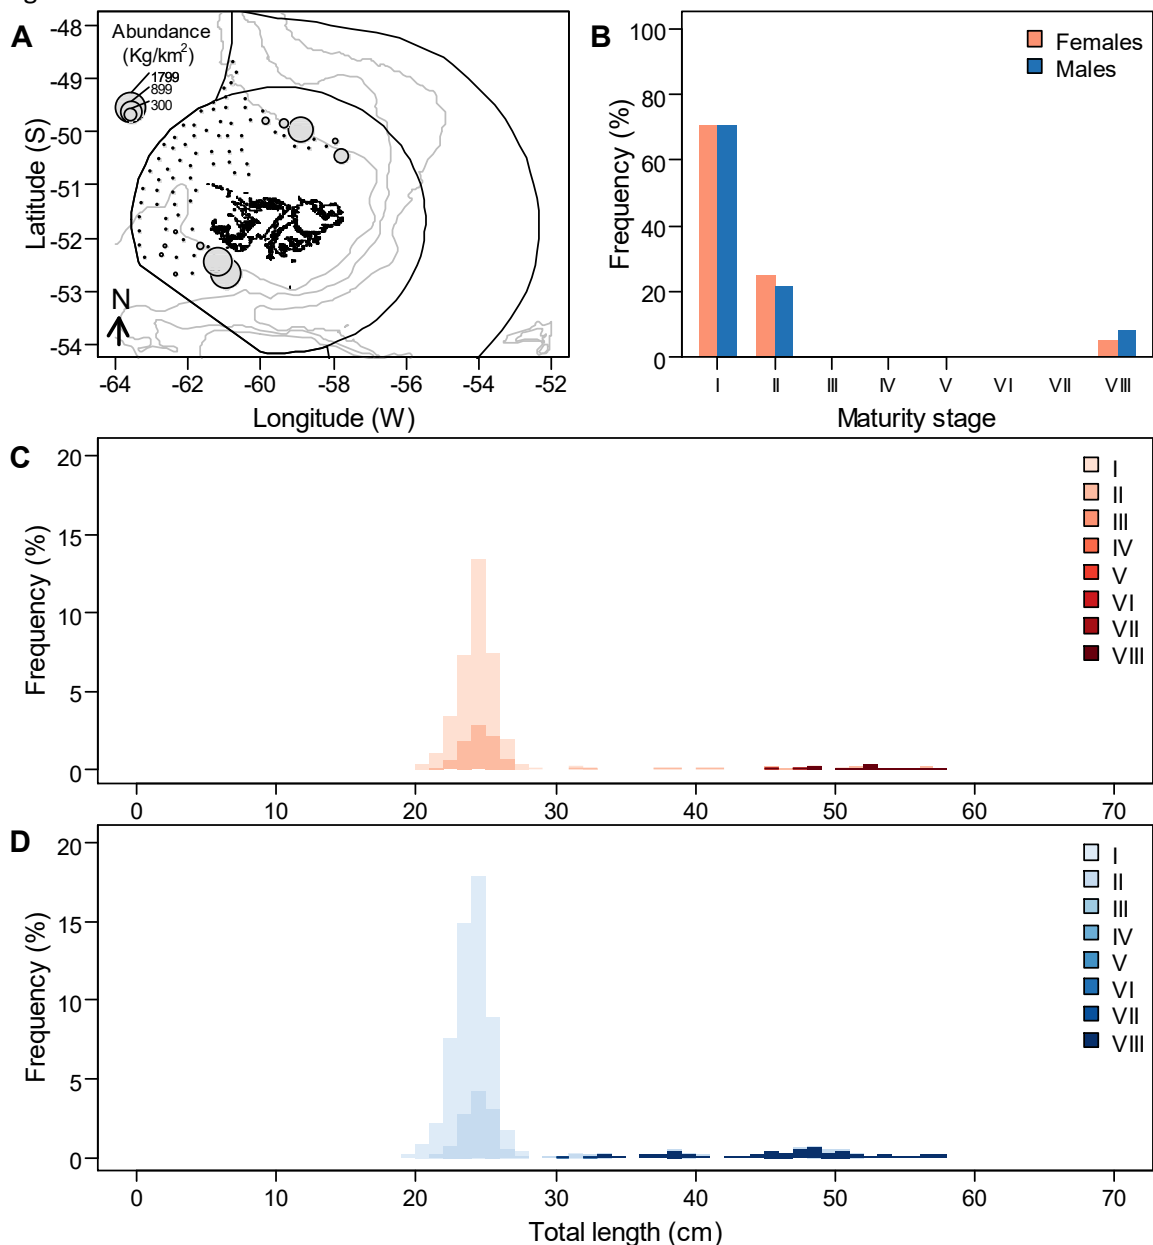 A
Abundance
(Kg/km²)
1799
899
300
-48
-49
-50
-51
-52
-53
-54
Latitude (S)
N
-64 -62 -60 -58 -56 -54 -52
Longitude (W)
B
Females
Males
100
80
60
40
20
0
Frequency (%)
I II III IV V VI VII VIII
Maturity stage
C
20
15
10
5
0
Frequency (%)
I
II
III
IV
V
VI
VII
VIII
0 10 20 30 40 50 60 70
D
20
15
10
5
0
Frequency (%)
I
II
III
IV
V
VI
VII
VIII
0 10 20 30 40 50 60 70
Total length (cm)